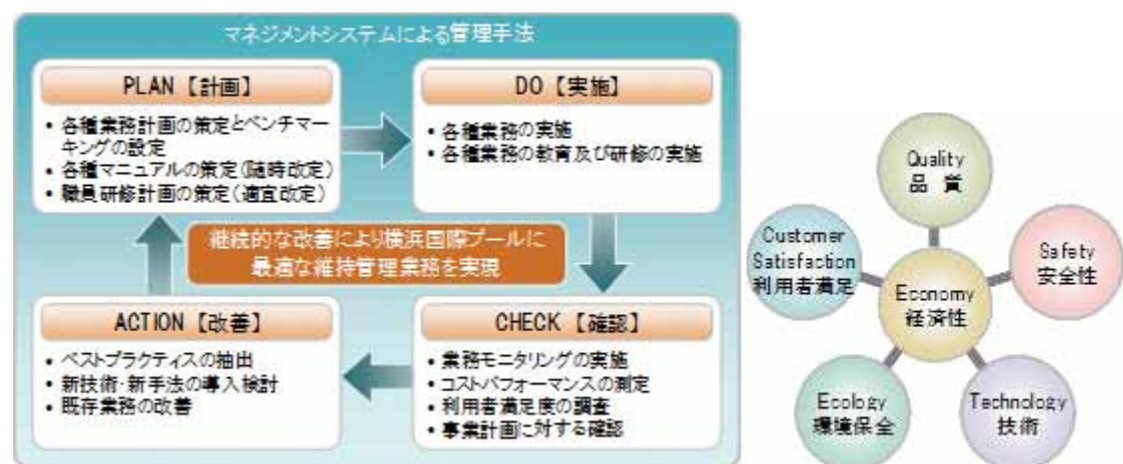 マネジメントシステムによる管理手法
PLAN 【計画】
• 各種業務計画の策定とベンチマー
キングの設定
• 各種マニュアルの策定(随時改定)
• 職員研修計画の策定(適宜改定)
DO 【実施】
• 各種業務の実施
• 各種業務の教育及び研修の実施
継続的な改善により横浜国際プールに
最適な維持管理業務を実現
ACTION 【改善】
• ベストプラクティスの抽出
• 新技術・新手法の導入検討
• 既存業務の改善
CHECK 【確認】
• 業務モニタリングの実施
• コストパフォーマンスの測定
• 利用者満足度の調査
• 事業計画に対する確認
Quality
品 質
Customer
Satisfaction
利用者満足
Safety
安全性
Economy
経済性
Ecology
環境保全
Technology
技術